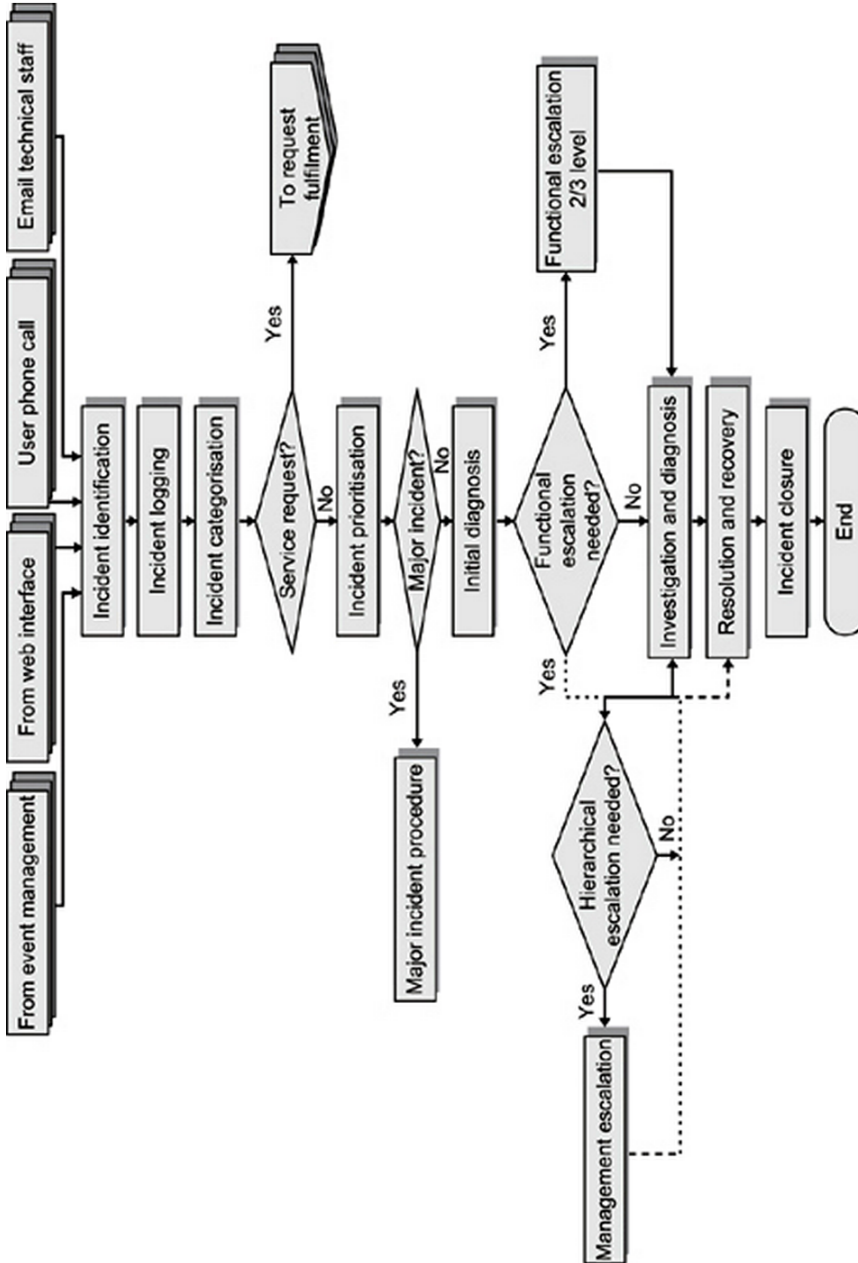 From event management
From web interface
User phone call
Email technical staff
Incident identification
Incident logging
Incident categorisation
Service request?
Yes
To request
fulfilment
No
Incident prioritisation
Major incident?
Yes
Major incident procedure
No
Initial diagnosis
Functional
escalation
needed?
Yes
Functional escalation
2/3 level
Yes
No
Hierarchical
escalation needed?
Yes
No
Management escalation
Investigation and diagnosis
Resolution and recovery
Incident closure
End